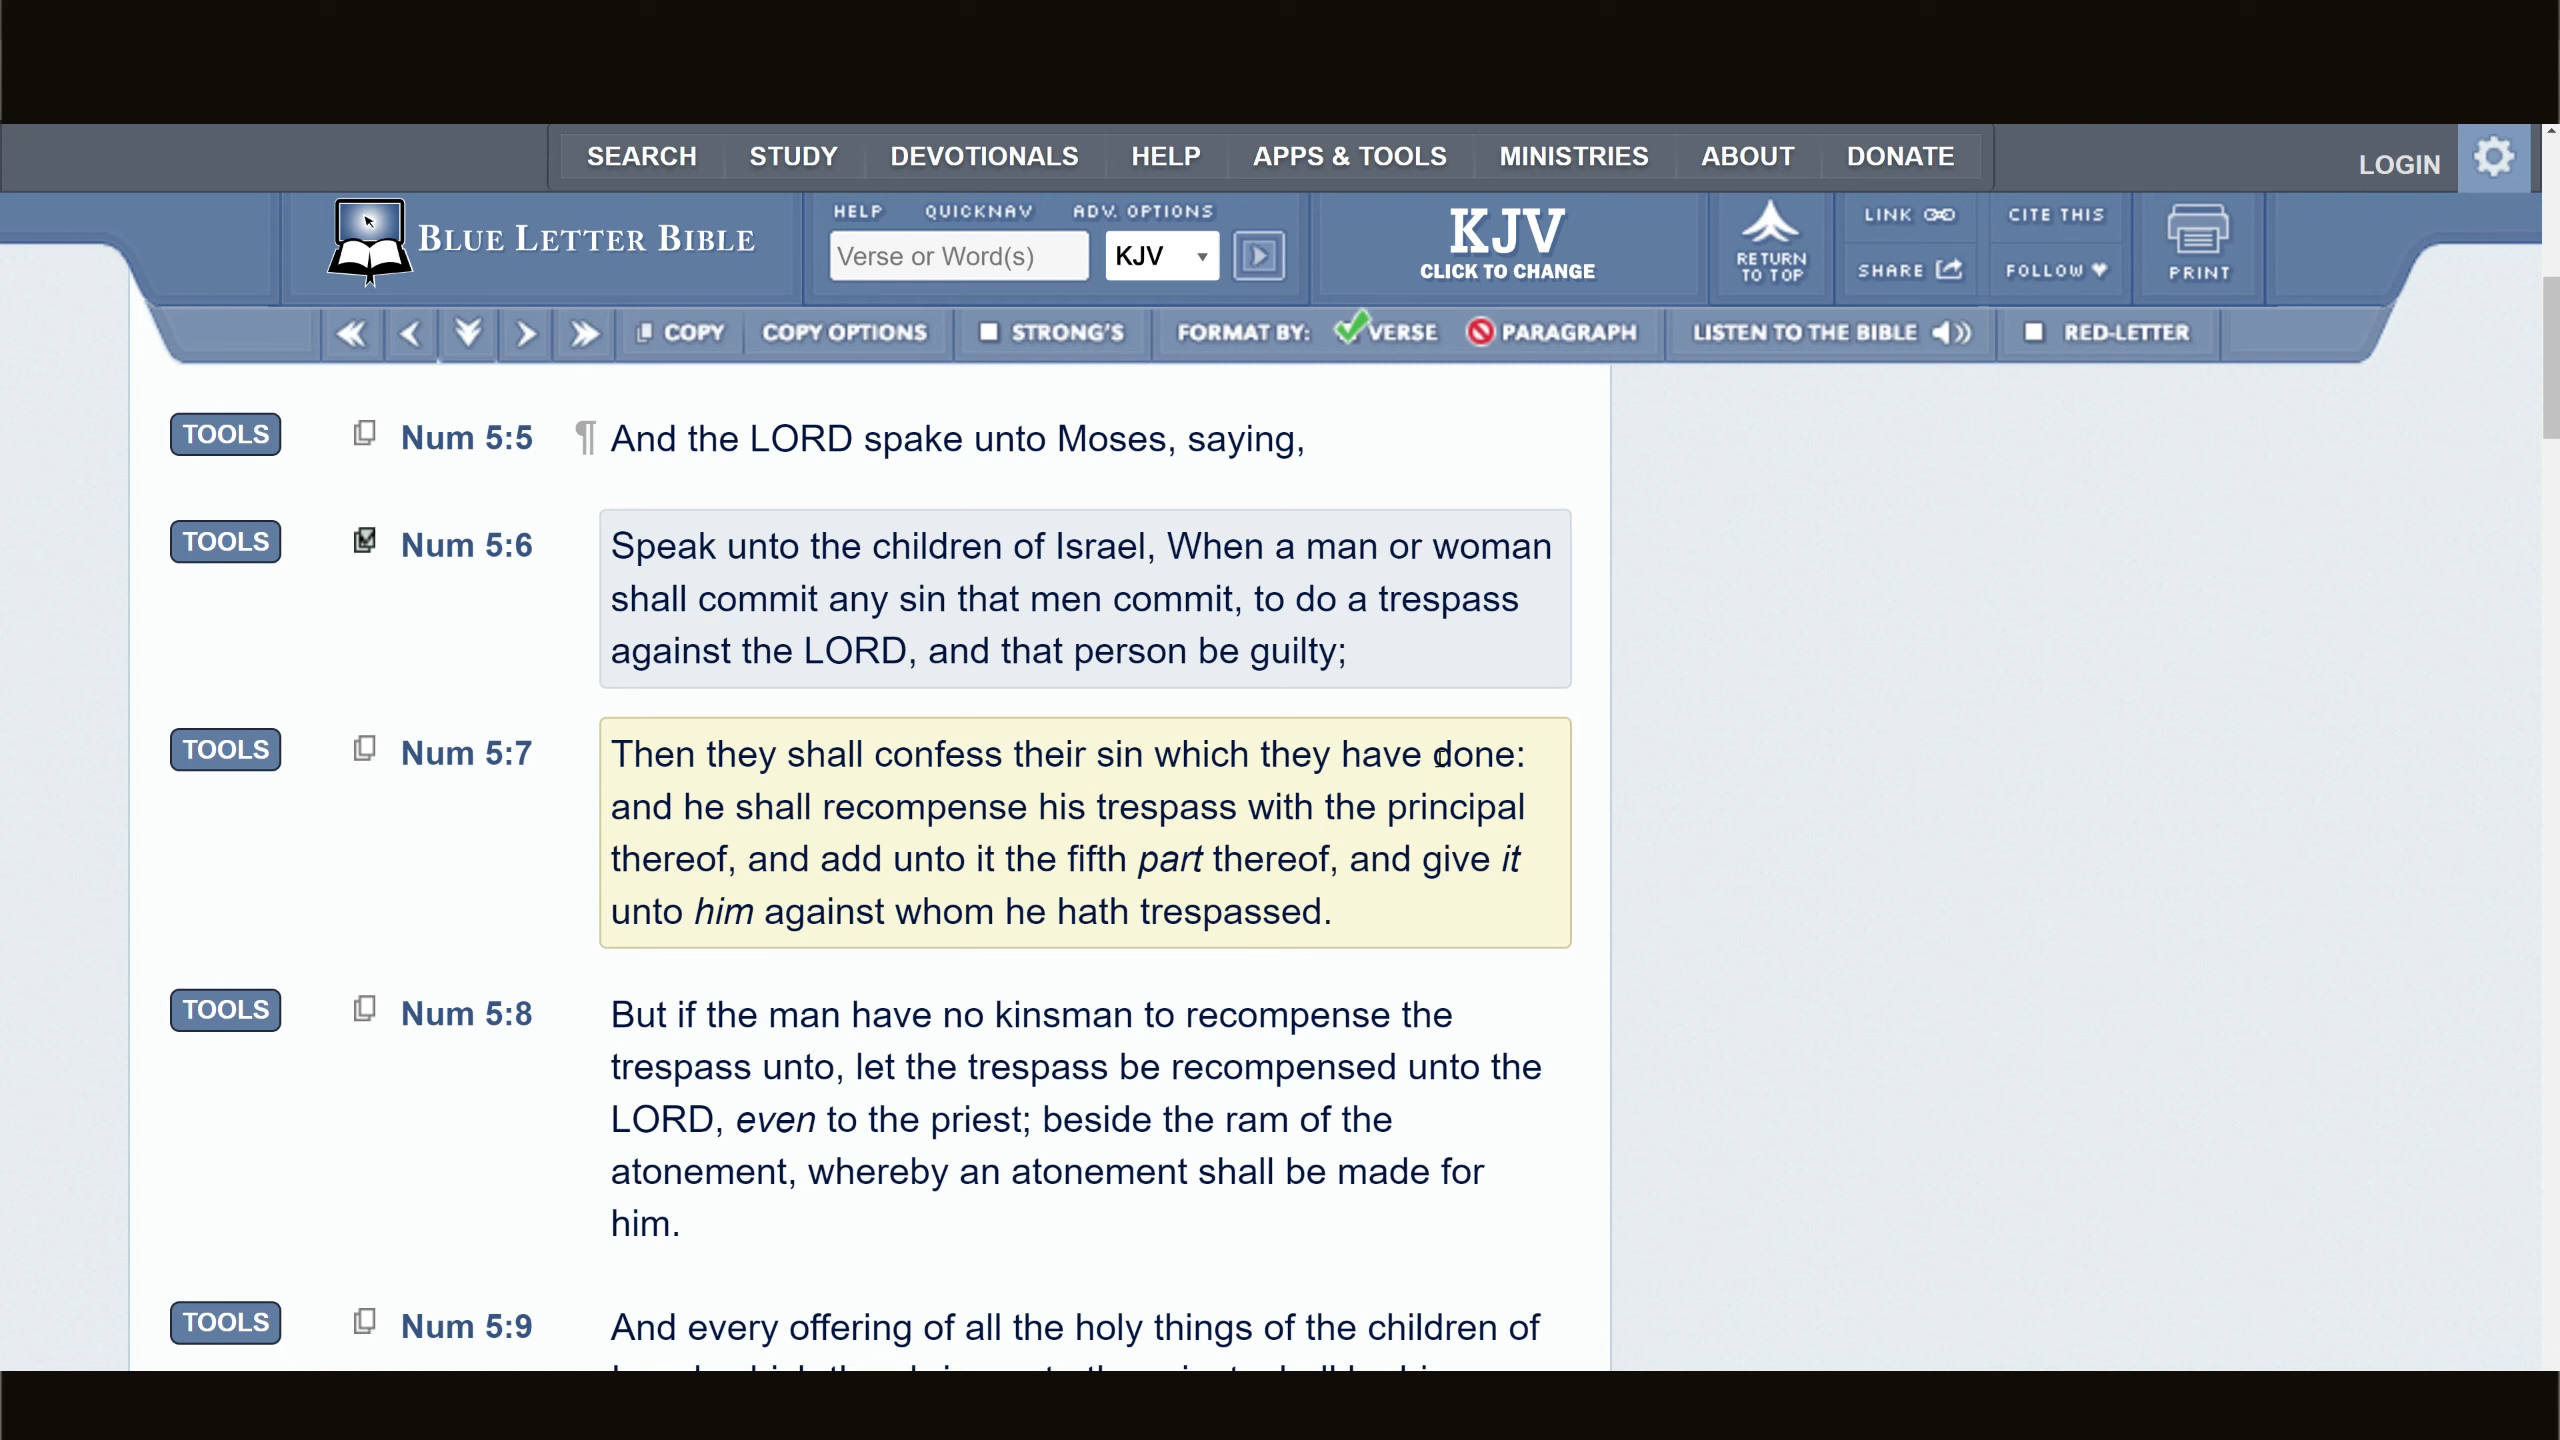 SEARCH STUDY DEVOTIONALS HELP APPS & TOOLS MINISTRIES ABOUT DONATE LOGIN
BLUE LETTER BIBLE
HELP QUICKNAV ADV. OPTIONS
Verse or Word(s) KJV
KJV
CLICK TO CHANGE
RETURN
TO TOP
LINK CITE THIS
SHARE FOLLOW
PRINT
COPY COPY OPTIONS STRONG'S FORMAT BY: VERSE PARAGRAPH LISTEN TO THE BIBLE RED-LETTER
TOOLS Num 5:5 ¶ And the LORD spake unto Moses, saying,
TOOLS Num 5:6 Speak unto the children of Israel, When a man or woman
shall commit any sin that men commit, to do a trespass
against the LORD, and that person be guilty;
TOOLS Num 5:7 Then they shall confess their sin which they have done:
and he shall recompense his trespass with the principal
thereof, and add unto it the fifth part thereof, and give it
unto him against whom he hath trespassed.
TOOLS Num 5:8 But if the man have no kinsman to recompense the
trespass unto, let the trespass be recompensed unto the
LORD, even to the priest; beside the ram of the
atonement, whereby an atonement shall be made for
him.
TOOLS Num 5:9 And every offering of all the holy things of the children of